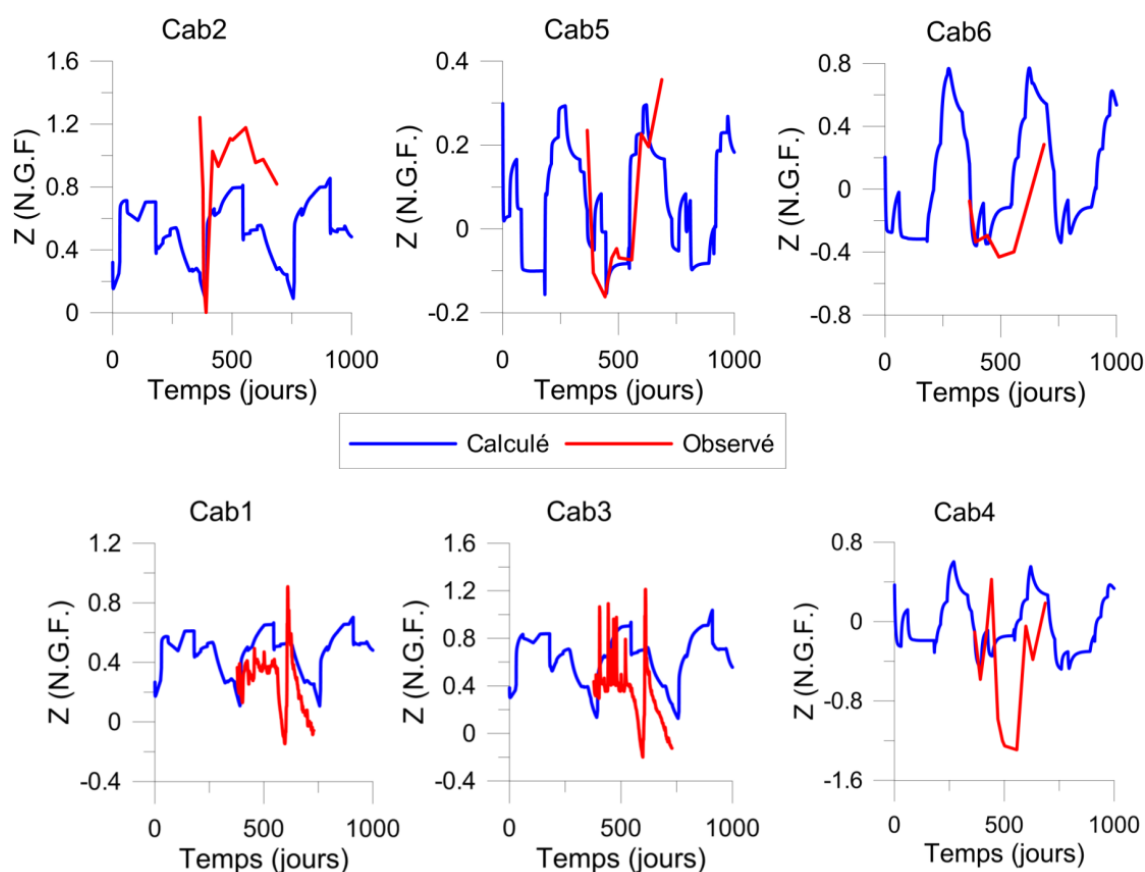 Cab2
Cab5
Cab6
Z (N.G.F)
1.6
1.2
0.8
0.4
0
0
500
1000
Temps (jours)
Z (N.G.F.)
0.4
0.2
0
-0.2
0
500
1000
Temps (jours)
Z (N.G.F.)
0.8
0.4
0
-0.4
-0.8
0
500
1000
Temps (jours)
Calculé
Observé
Cab1
Cab3
Cab4
Z (N.G.F.)
1.2
0.8
0.4
0
-0.4
0
500
1000
Temps (jours)
Z (N.G.F.)
1.6
1.2
0.8
0.4
0
-0.4
0
500
1000
Temps (jours)
Z (N.G.F.)
0.8
0
-0.8
-1.6
0
500
1000
Temps (jours)